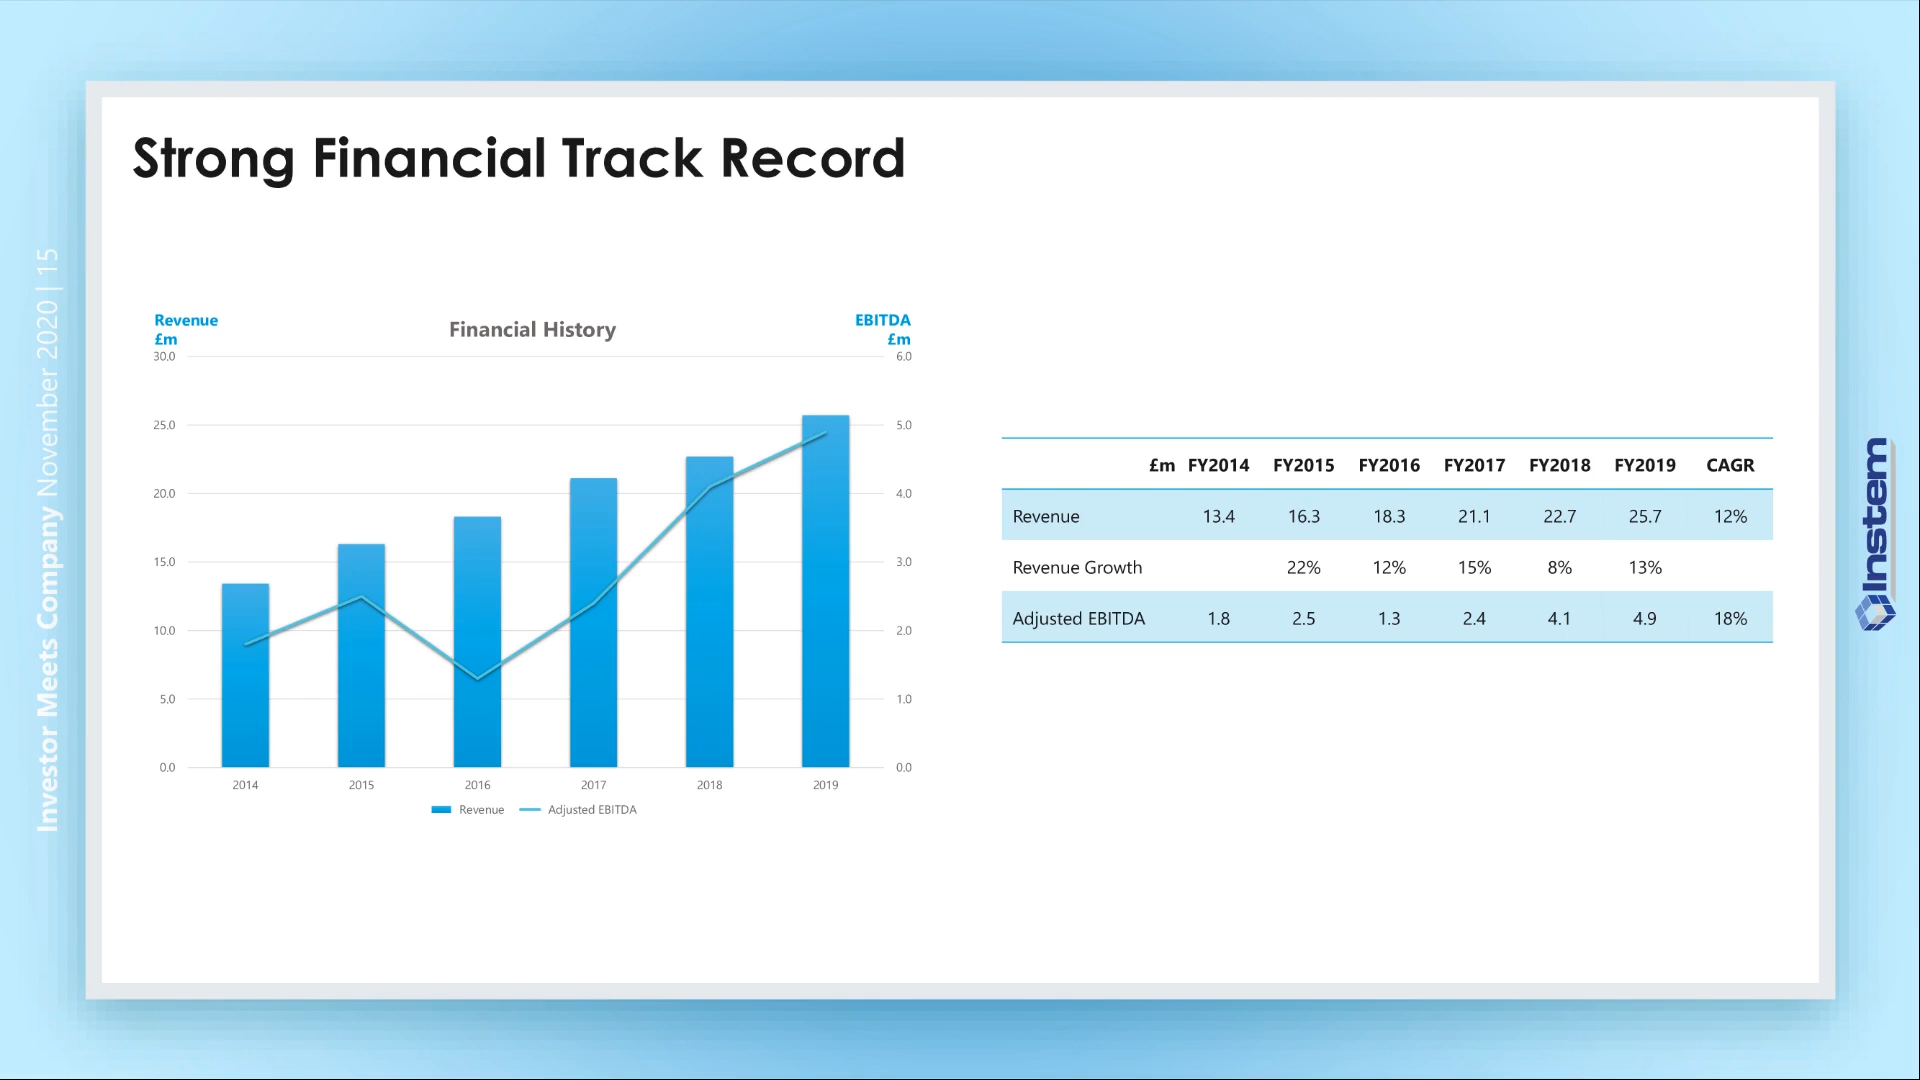 Strong Financial Track Record
Investor Meets Company November 2020 | 15
Revenue
£m
Financial History
EBITDA
£m
30.0
25.0
20.0
15.0
10.0
5.0
0.0
6.0
5.0
4.0
3.0
2.0
1.0
0.0
2014 2015 2016 2017 2018 2019
Revenue Adjusted EBITDA
£m FY2014 FY2015 FY2016 FY2017 FY2018 FY2019 CAGR
Revenue 13.4 16.3 18.3 21.1 22.7 25.7 12%
Revenue Growth 22% 12% 15% 8% 13%
Adjusted EBITDA 1.8 2.5 1.3 2.4 4.1 4.9 18%
Instem